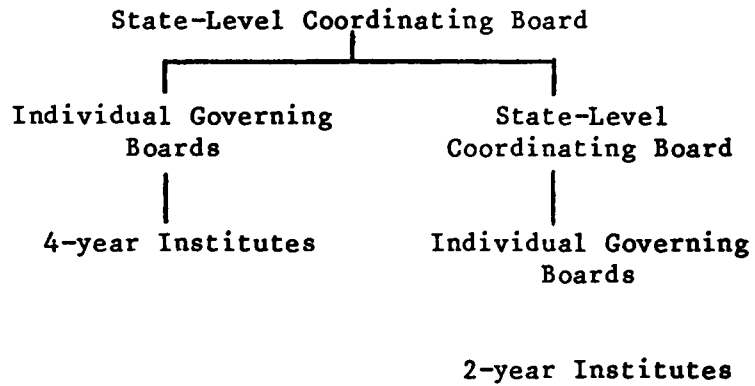 State-Level Coordinating Board
Individual Governing
Boards
State-Level
Coordinating Board
4-year Institutes
Individual Governing
Boards
2-year Institutes